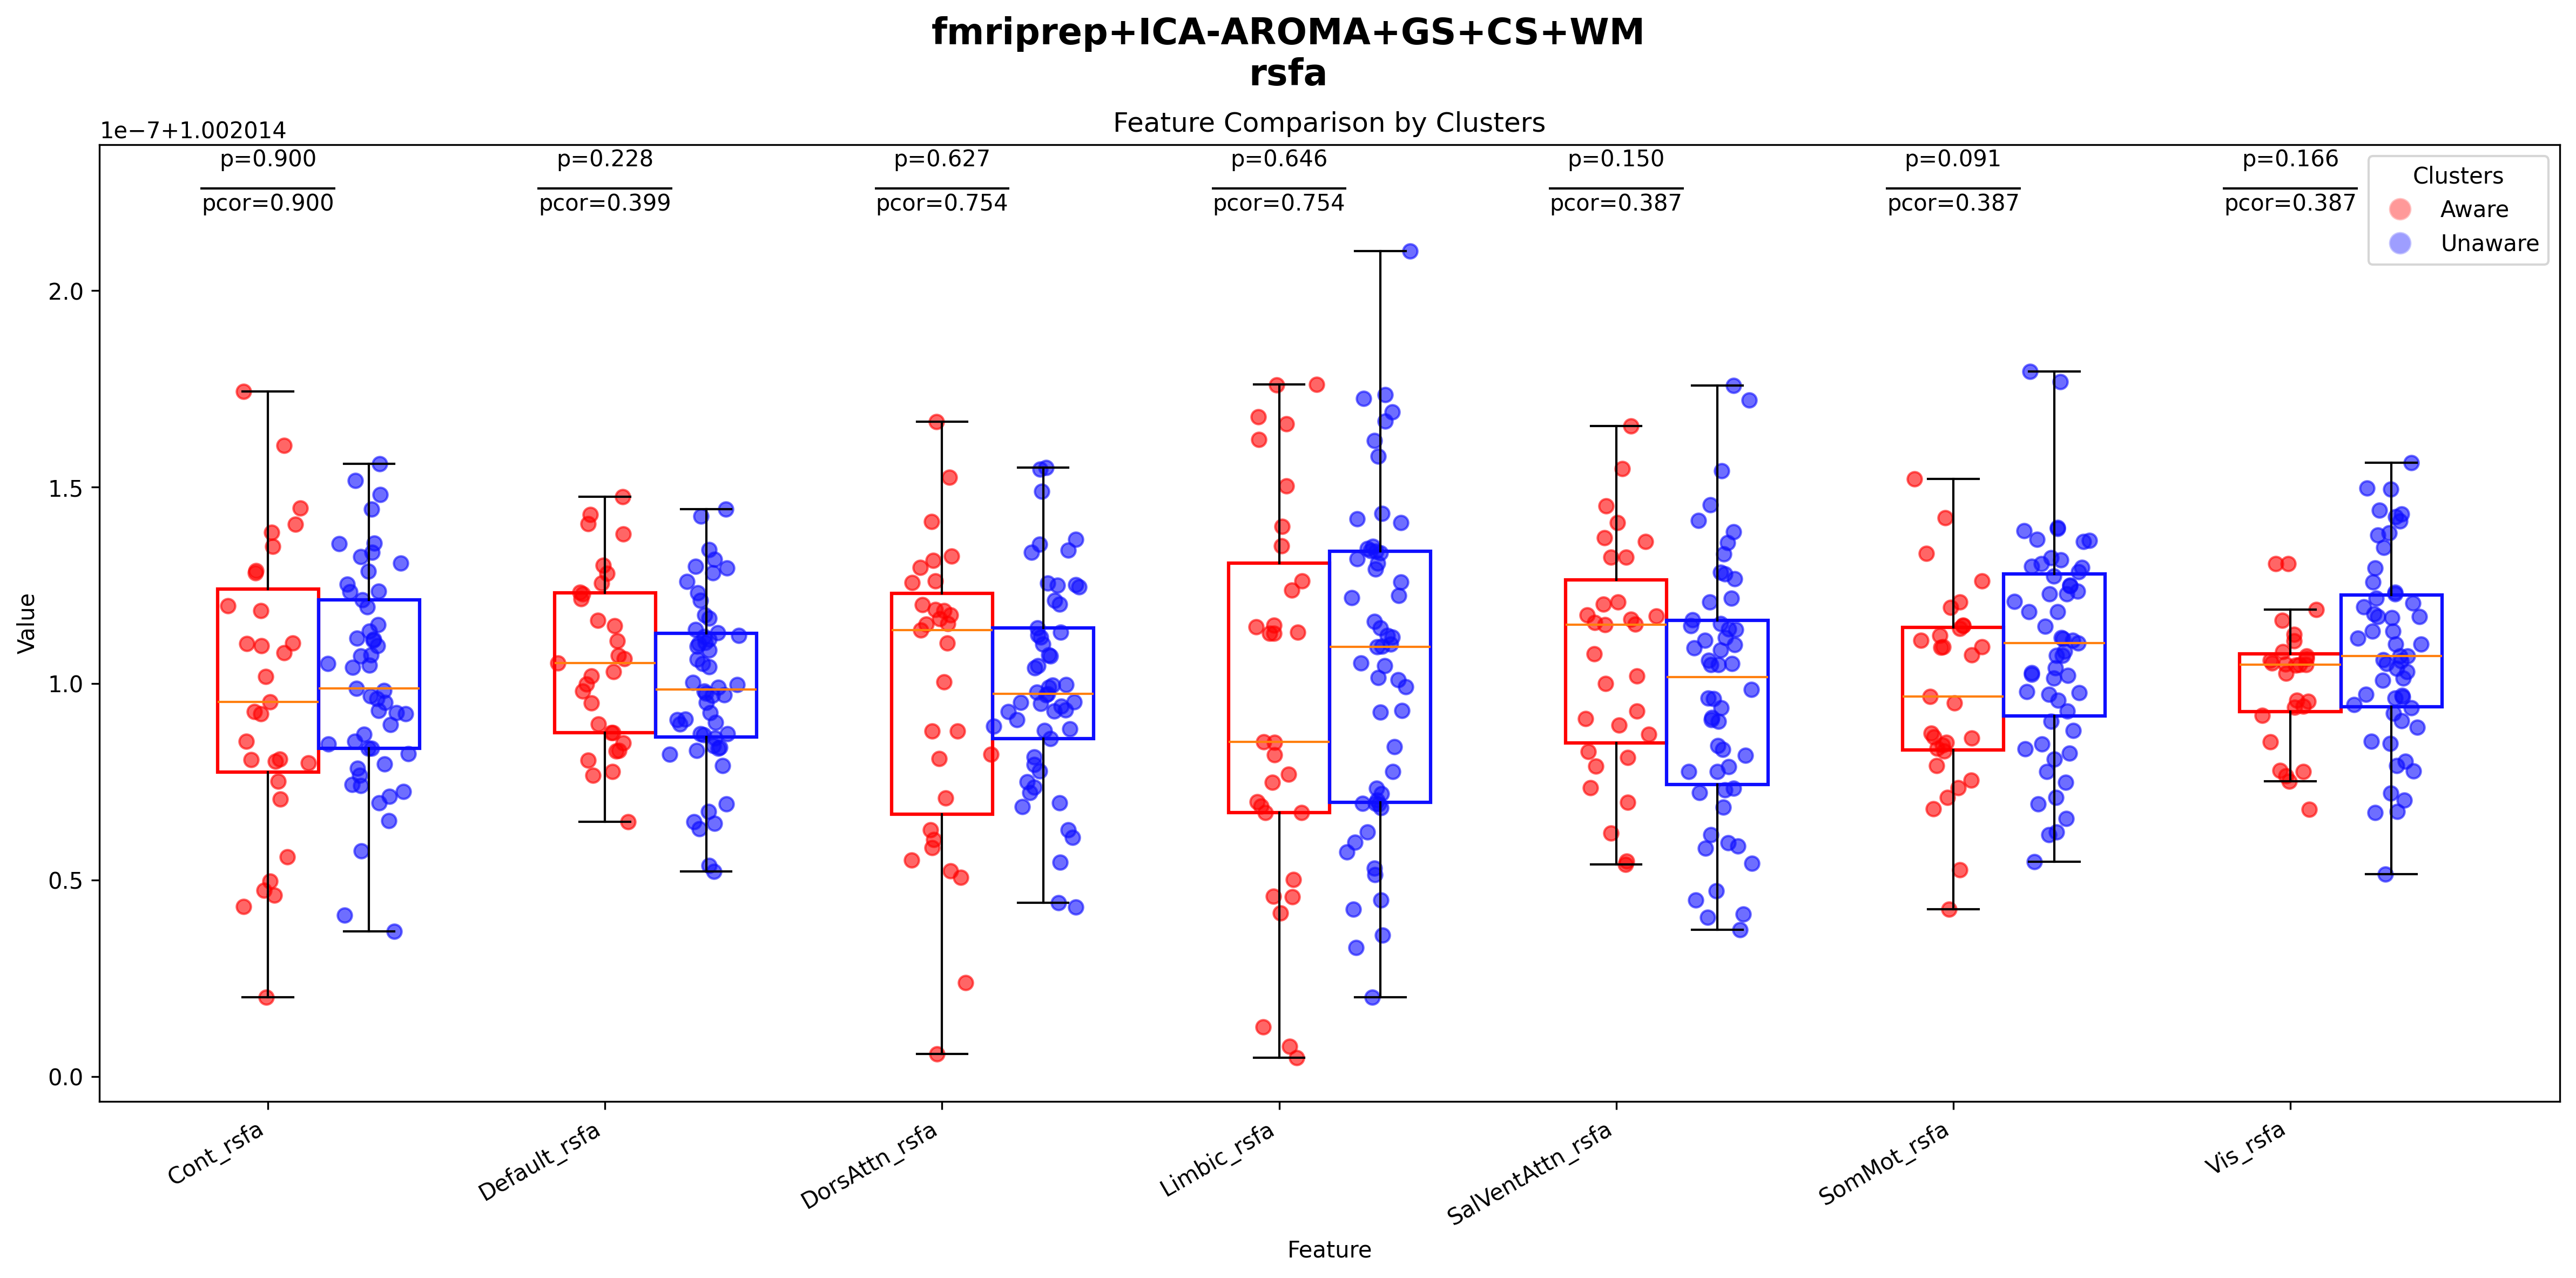 fmriprep+ICA-AROMA+GS+CS+WM
rsfa
Feature Comparison by Clusters
1e−7+1.002014
p=0.900
pcor=0.900
p=0.228
pcor=0.399
p=0.627
pcor=0.754
p=0.646
pcor=0.754
p=0.150
pcor=0.387
p=0.091
pcor=0.387
p=0.166
pcor=0.387
Clusters
Aware
Unaware
Value
2.0
1.5
1.0
0.5
0.0
Cont_rsfa
Default_rsfa
DorsAttn_rsfa
Limbic_rsfa
SalVentAttn_rsfa
SomMot_rsfa
Vis_rsfa
Feature